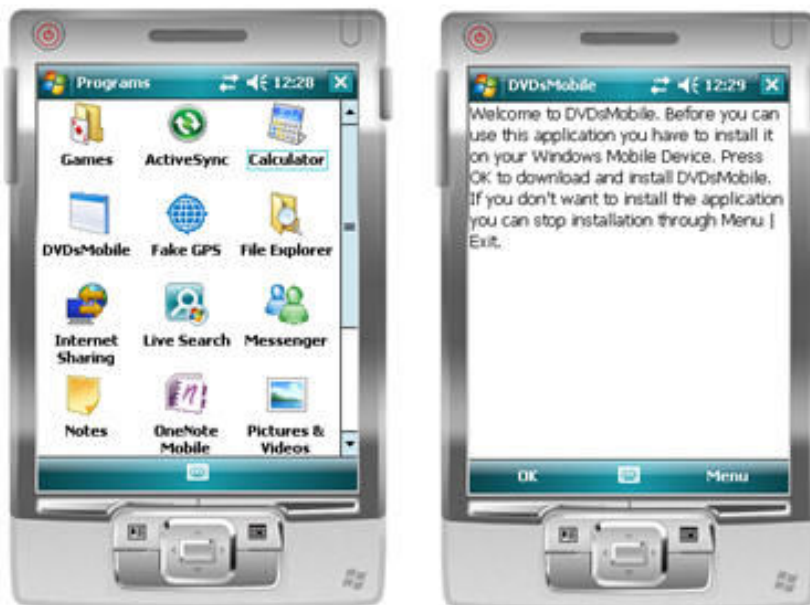 Programs 12:28
Games ActiveSync Calculator
DVDsMobile Fake GPS File Explorer
Internet Sharing Live Search Messenger
Notes OneNote Mobile Pictures & Videos
DVDsMobile 12:29
Welcome to DVDsMobile. Before you can
use this application you have to install it
on your Windows Mobile Device. Press
OK to download and install DVDsMobile.
If you don't want to install the application
you can stop installation through Menu |
Exit.
OK Menu